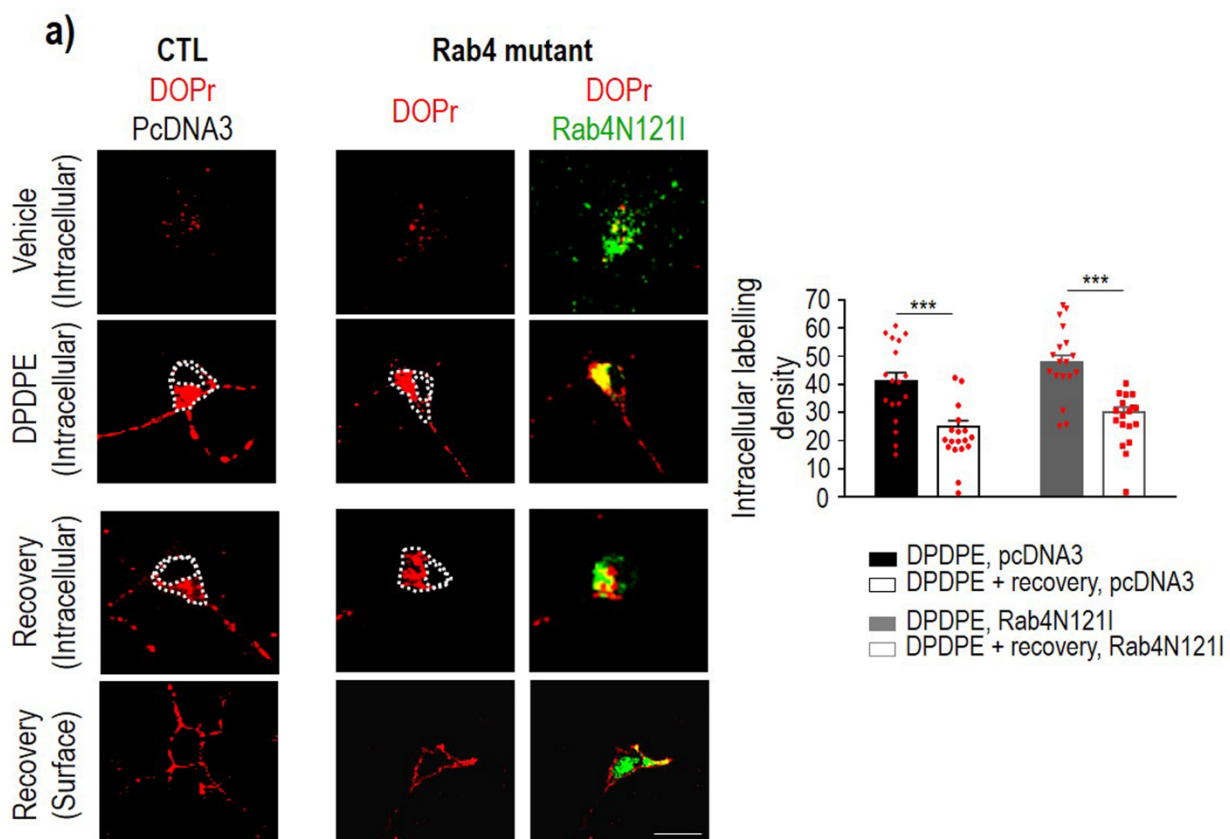 a)
CTL
DOPr
PcDNA3
Rab4 mutant
DOPr
DOPr
Rab4N121I
Vehicle
(Intracellular)
DPDPE
(Intracellular)
Recovery
(Intracellular)
Recovery
(Surface)
Intracellular labelling
density
70
60
50
40
30
20
10
0
***
***
DPDPE, pcDNA3
DPDPE + recovery, pcDNA3
DPDPE, Rab4N121I
DPDPE + recovery, Rab4N121I